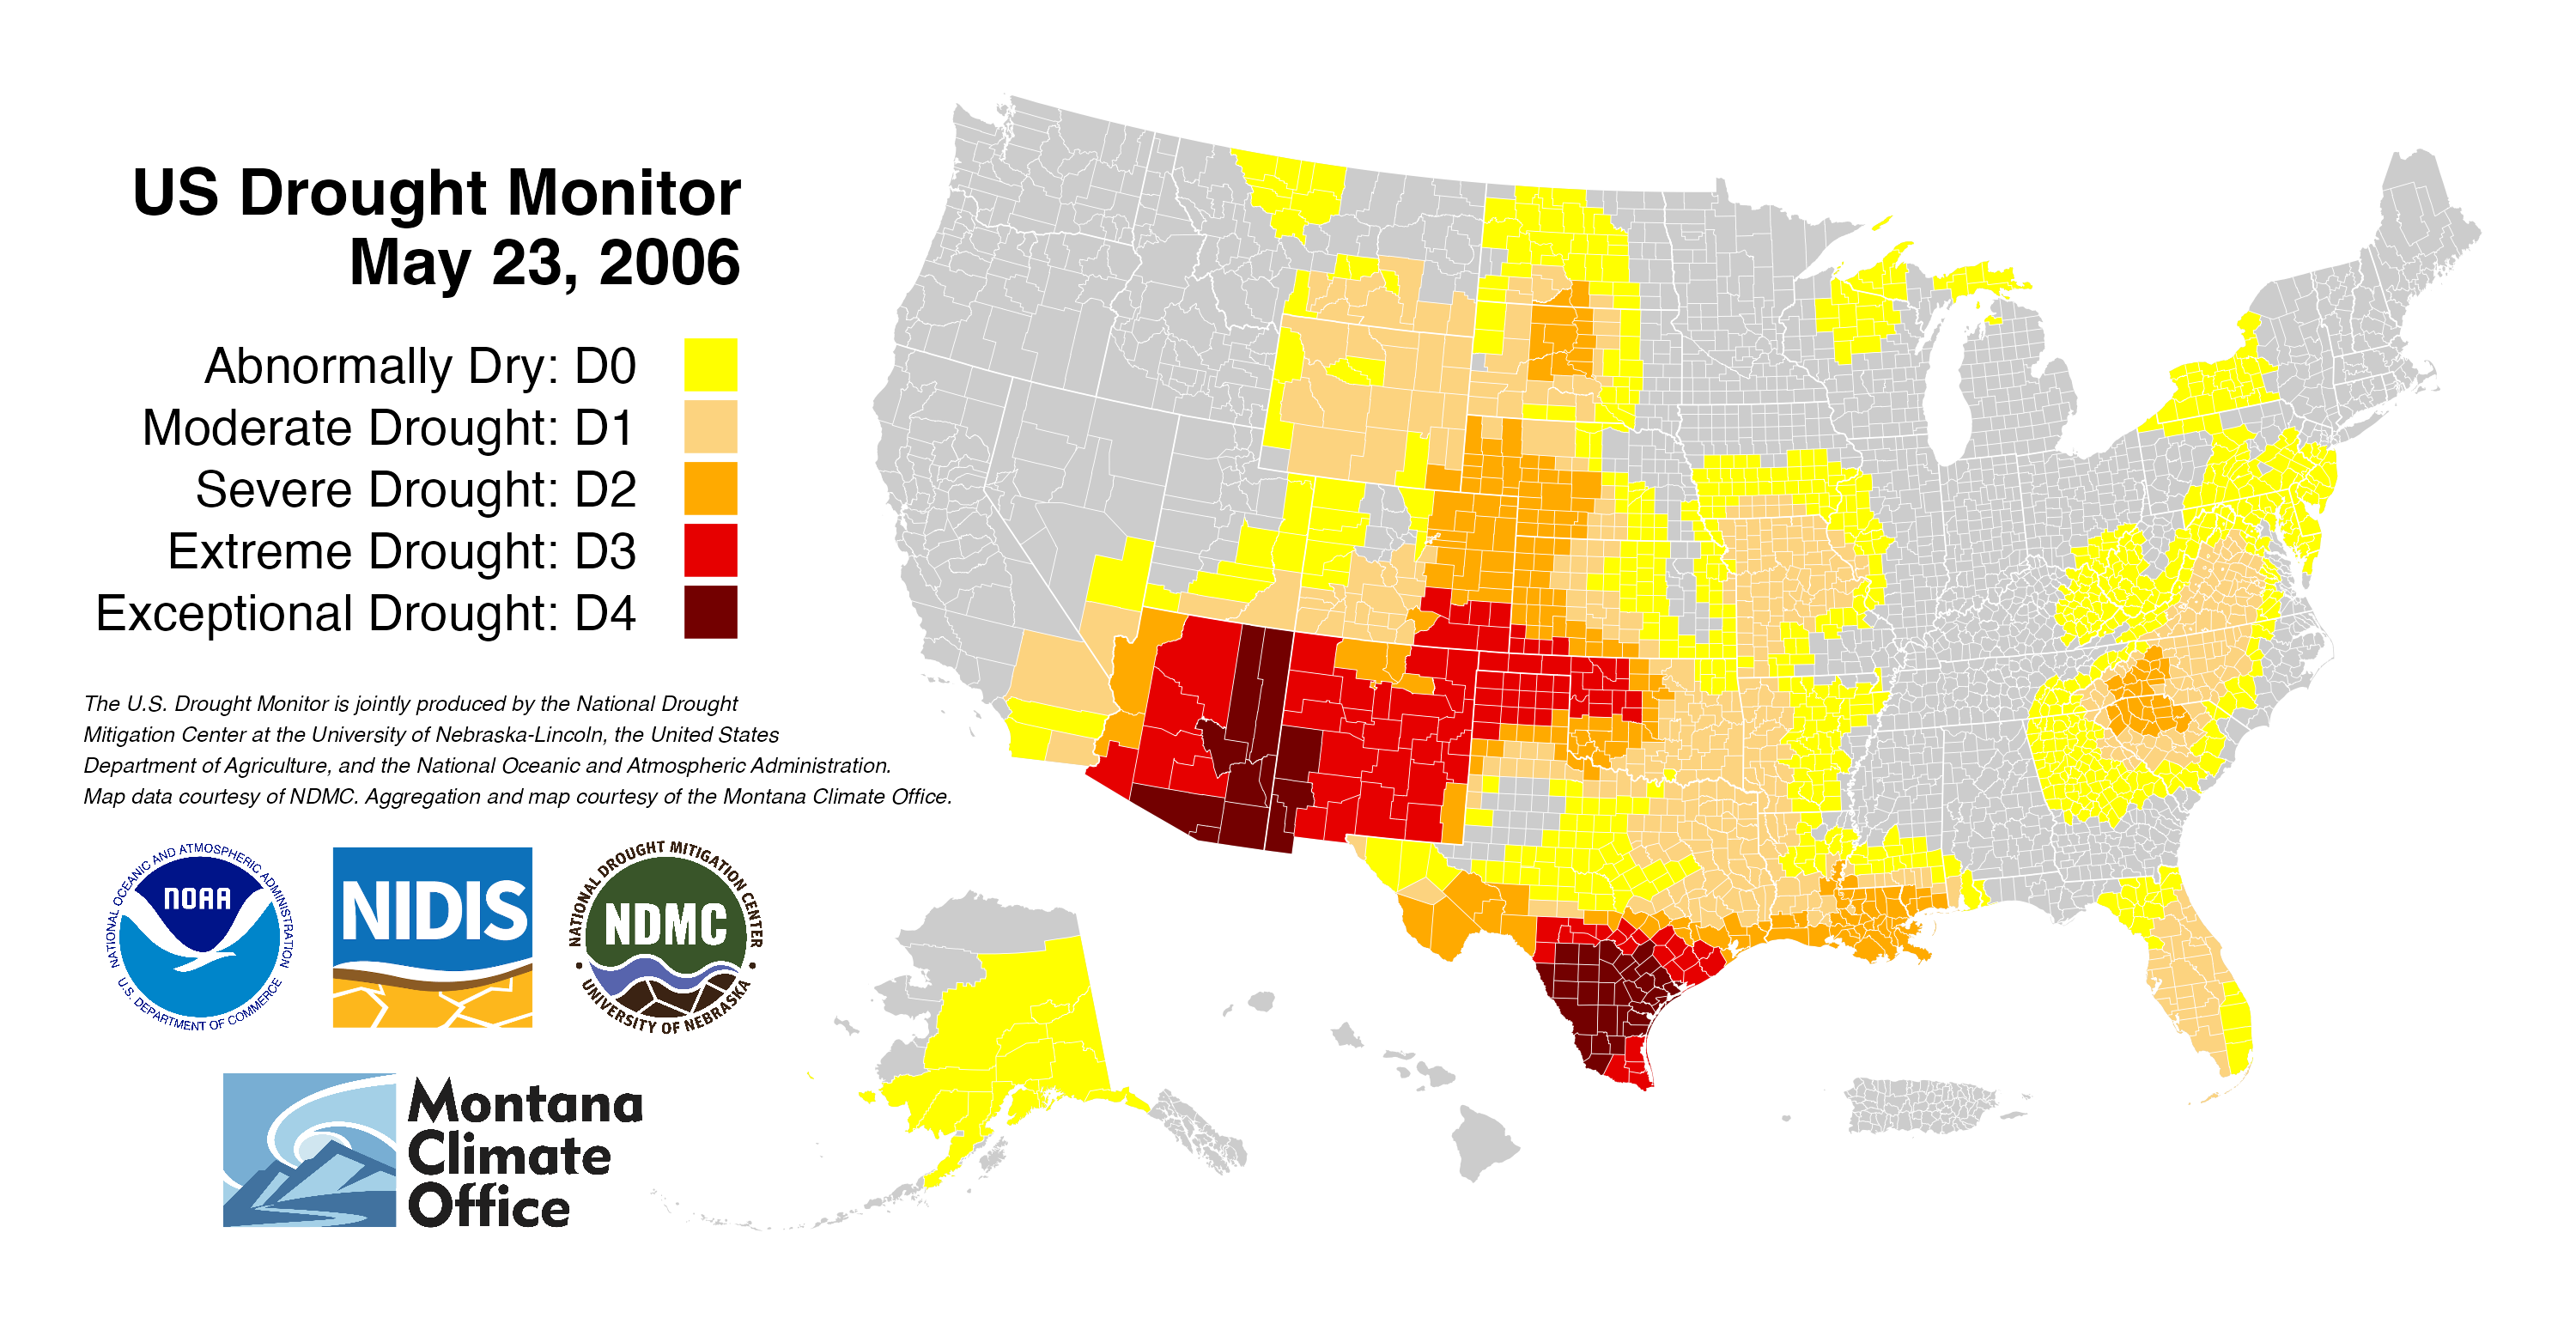 US Drought Monitor
May 23, 2006
Abnormally Dry: D0
Moderate Drought: D1
Severe Drought: D2
Extreme Drought: D3
Exceptional Drought: D4
The U.S. Drought Monitor is jointly produced by the National Drought
Mitigation Center at the University of Nebraska-Lincoln, the United States
Department of Agriculture, and the National Oceanic and Atmospheric Administration.
Map data courtesy of NDMC. Aggregation and map courtesy of the Montana Climate Office.
NATIONAL OCEANIC AND ATMOSPHERIC ADMINISTRATION
NOAA
U.S. DEPARTMENT OF COMMERCE
NIDIS
NATIONAL DROUGHT MITIGATION CENTER
NDMC
UNIVERSITY OF NEBRASKA
Montana
Climate
Office